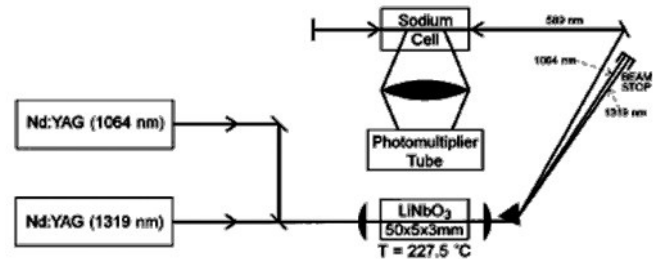 Sodium
Cell
589 nm
1064 nm
BEAM
STOP
1319 nm
Nd:YAG (1064 nm)
Photomultiplier
Tube
Nd:YAG (1319 nm)
LiNbO3
50x5x3mm
T = 227.5 °C